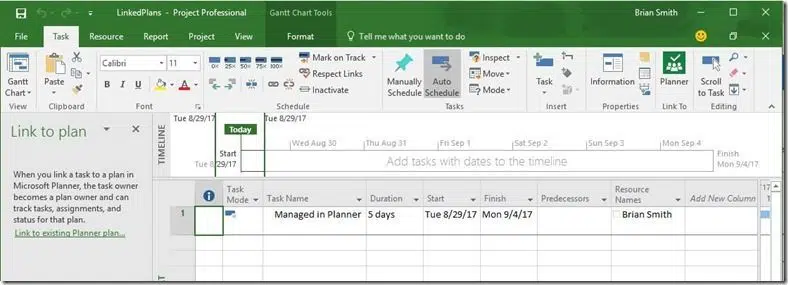 LinkedPlans - Project Professional
Gantt Chart Tools
Brian Smith
File Task Resource Report Project View Format Tell me what you want to do
Gantt Chart
View
Paste
Clipboard
Calibri 11
B I U A
Font
0% 25% 50% 75% 100%
Mark on Track
Respect Links
Inactivate
Schedule
Manually Schedule
Auto Schedule
Inspect
Move
Mode
Tasks
Task
Insert
Information
Properties
Planner
Link To
Scroll to Task
Editing
Link to plan
When you link a task to a plan in
Microsoft Planner, the task owner
becomes a plan owner and can
track tasks, assignments, and
status for that plan.
Link to existing Planner plan...
TIMELINE
Tue 8/29/17 Tue 8/29/17
Today
Wed Aug 30 Thu Aug 31 Fri Sep 1 Sat Sep 2 Sun Sep 3 Mon Sep 4
Start
Tue 8/29/17
Add tasks with dates to the timeline
Finish
Mon 9/4/17
Task Mode Task Name Duration Start Finish Predecessors Resource Names Add New Column
1 Managed in Planner 5 days Tue 8/29/17 Mon 9/4/17 Brian Smith